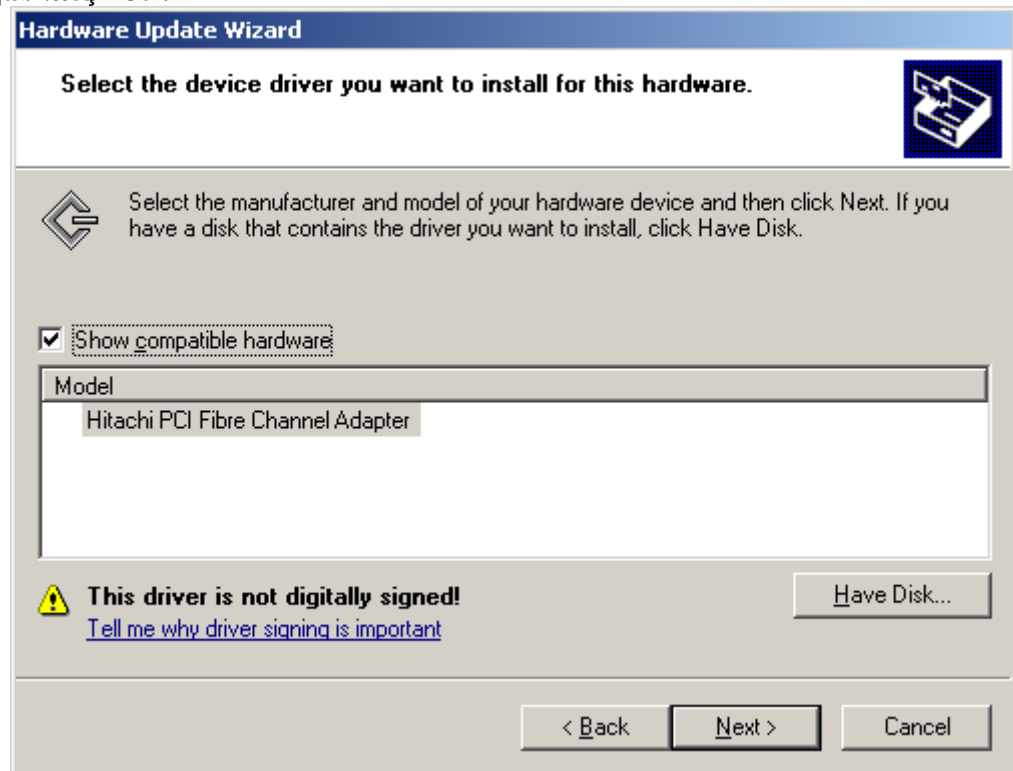 Hardware Update Wizard
Select the device driver you want to install for this hardware.
Select the manufacturer and model of your hardware device and then click Next. If you
have a disk that contains the driver you want to install, click Have Disk.
Show compatible hardware
Model
Hitachi PCI Fibre Channel Adapter
This driver is not digitally signed!
Have Disk...
Tell me why driver signing is important
< Back
Next >
Cancel